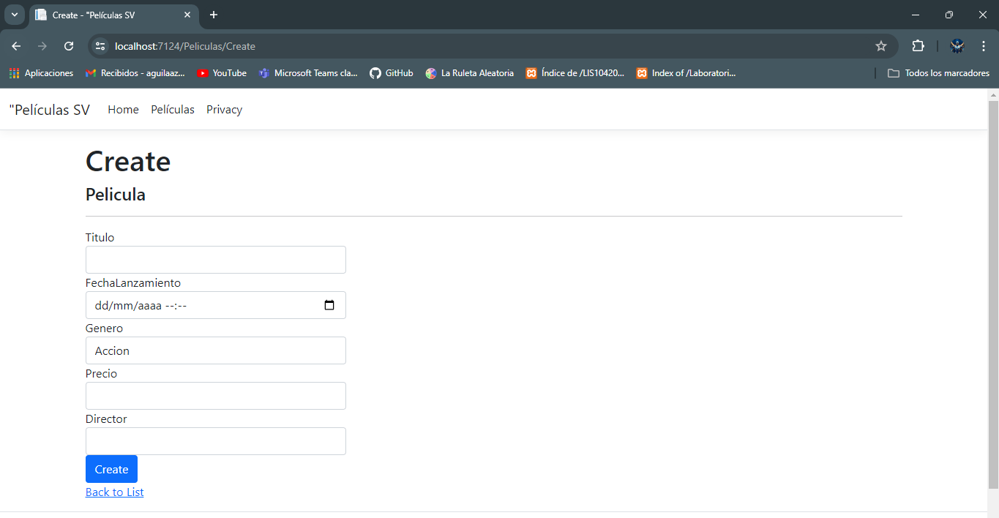 Create - "Películas SV
localhost:7124/Peliculas/Create
Aplicaciones Recibidos - aguilaaz... YouTube Microsoft Teams cla... GitHub La Ruleta Aleatoria Índice de /LIS10420... Index of /Laboratori... Todos los marcadores
"Películas SV Home Películas Privacy
Create
Pelicula
Titulo
FechaLanzamiento
dd/mm/aaaa --:--
Genero
Accion
Precio
Director
Create
Back to List